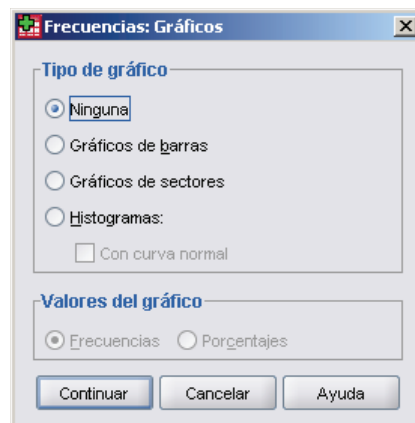 Frecuencias: Gráficos
Tipo de gráfico
Ninguna
Gráficos de barras
Gráficos de sectores
Histogramas:
Con curva normal
Valores del gráfico
Frecuencias Porcentajes
Continuar Cancelar Ayuda